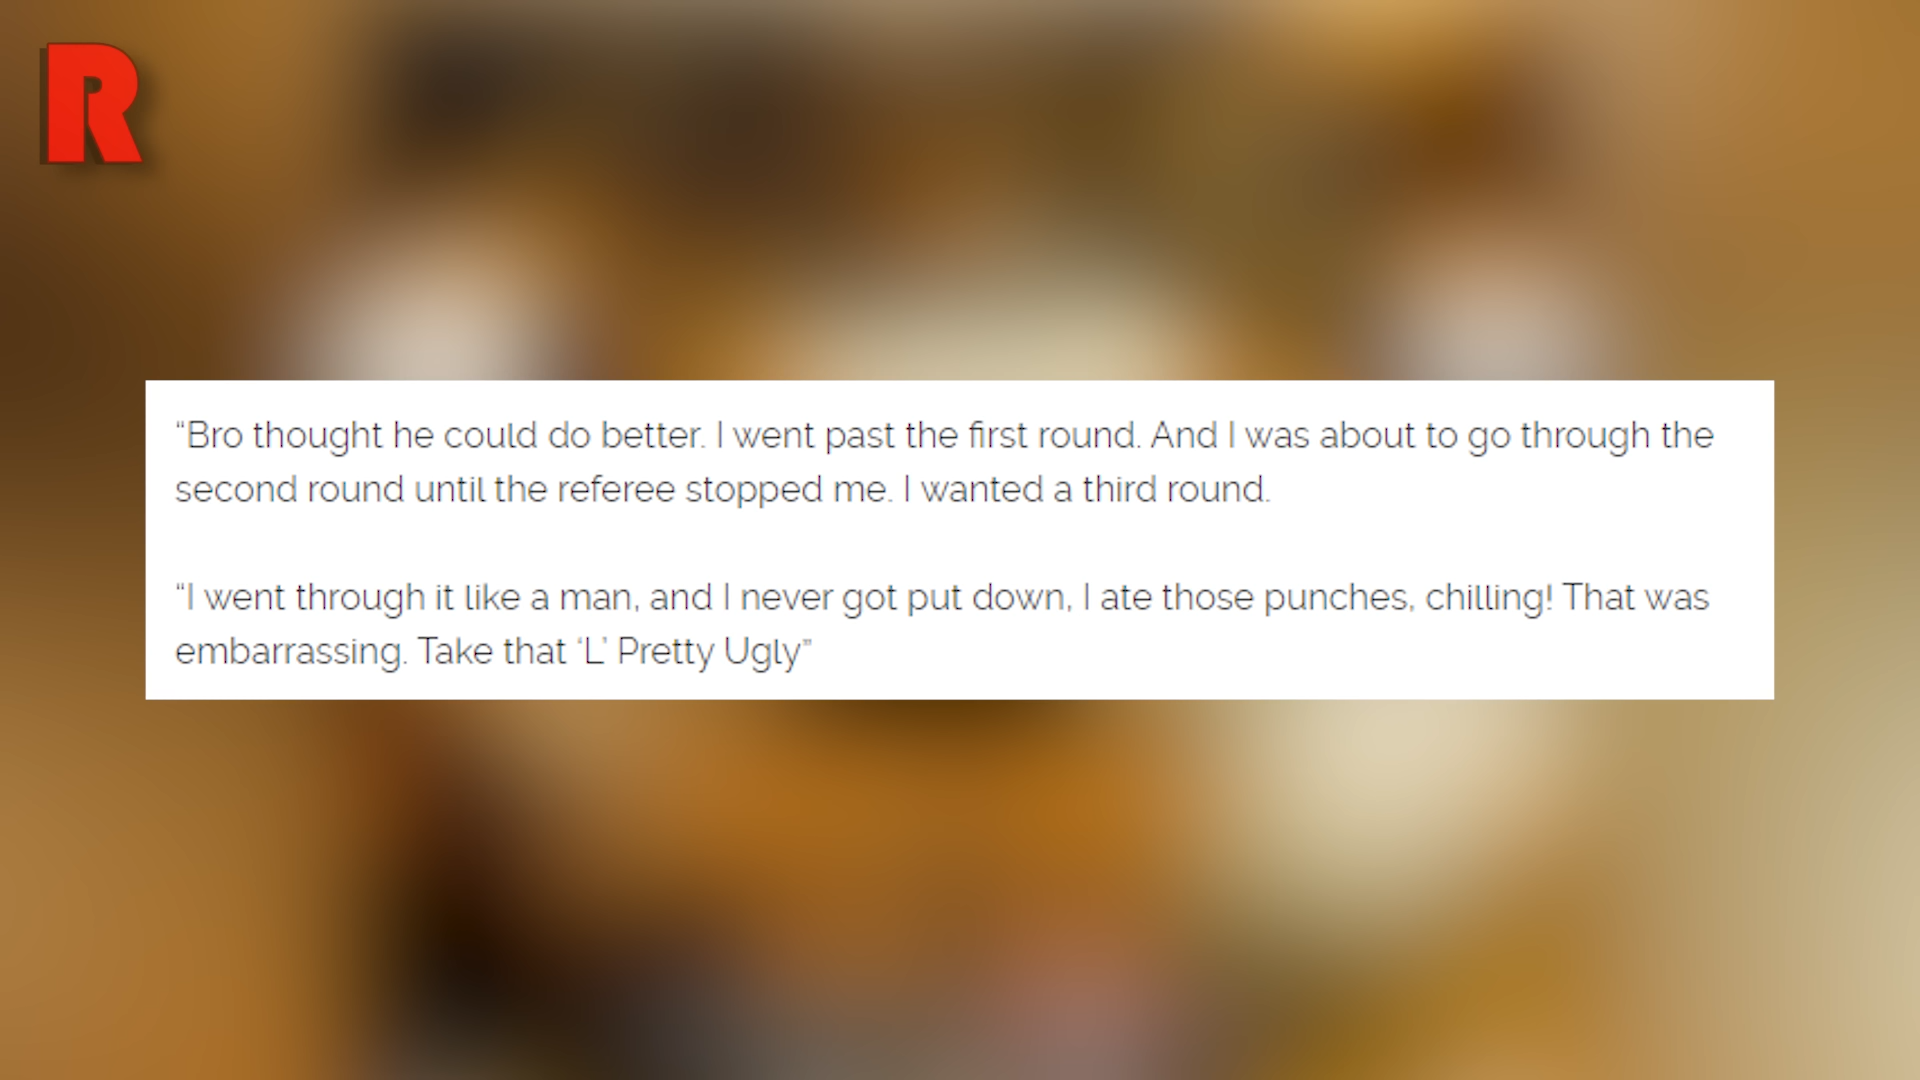 R
“Bro thought he could do better. I went past the first round. And I was about to go through the
second round until the referee stopped me. I wanted a third round.
“I went through it like a man, and I never got put down, I ate those punches, chilling! That was
embarrassing. Take that ‘L’ Pretty Ugly”